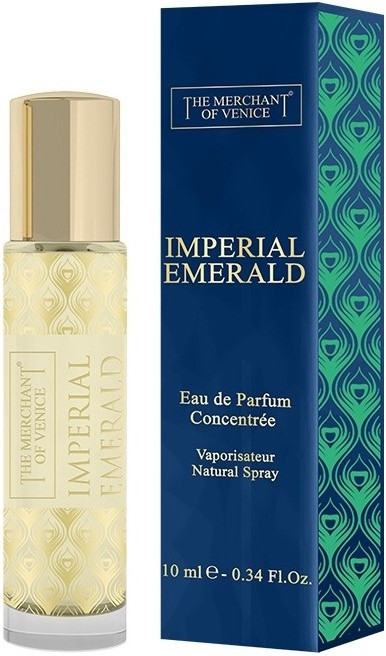 THE MERCHANT®
OF VENICE
IMPERIAL
EMERALD
THE MERCHANT®
OF VENICE
IMPERIAL
EMERALD
Eau de Parfum
Concentrée
Vaporisateur
Natural Spray
10 ml ℮ - 0.34 Fl.Oz.